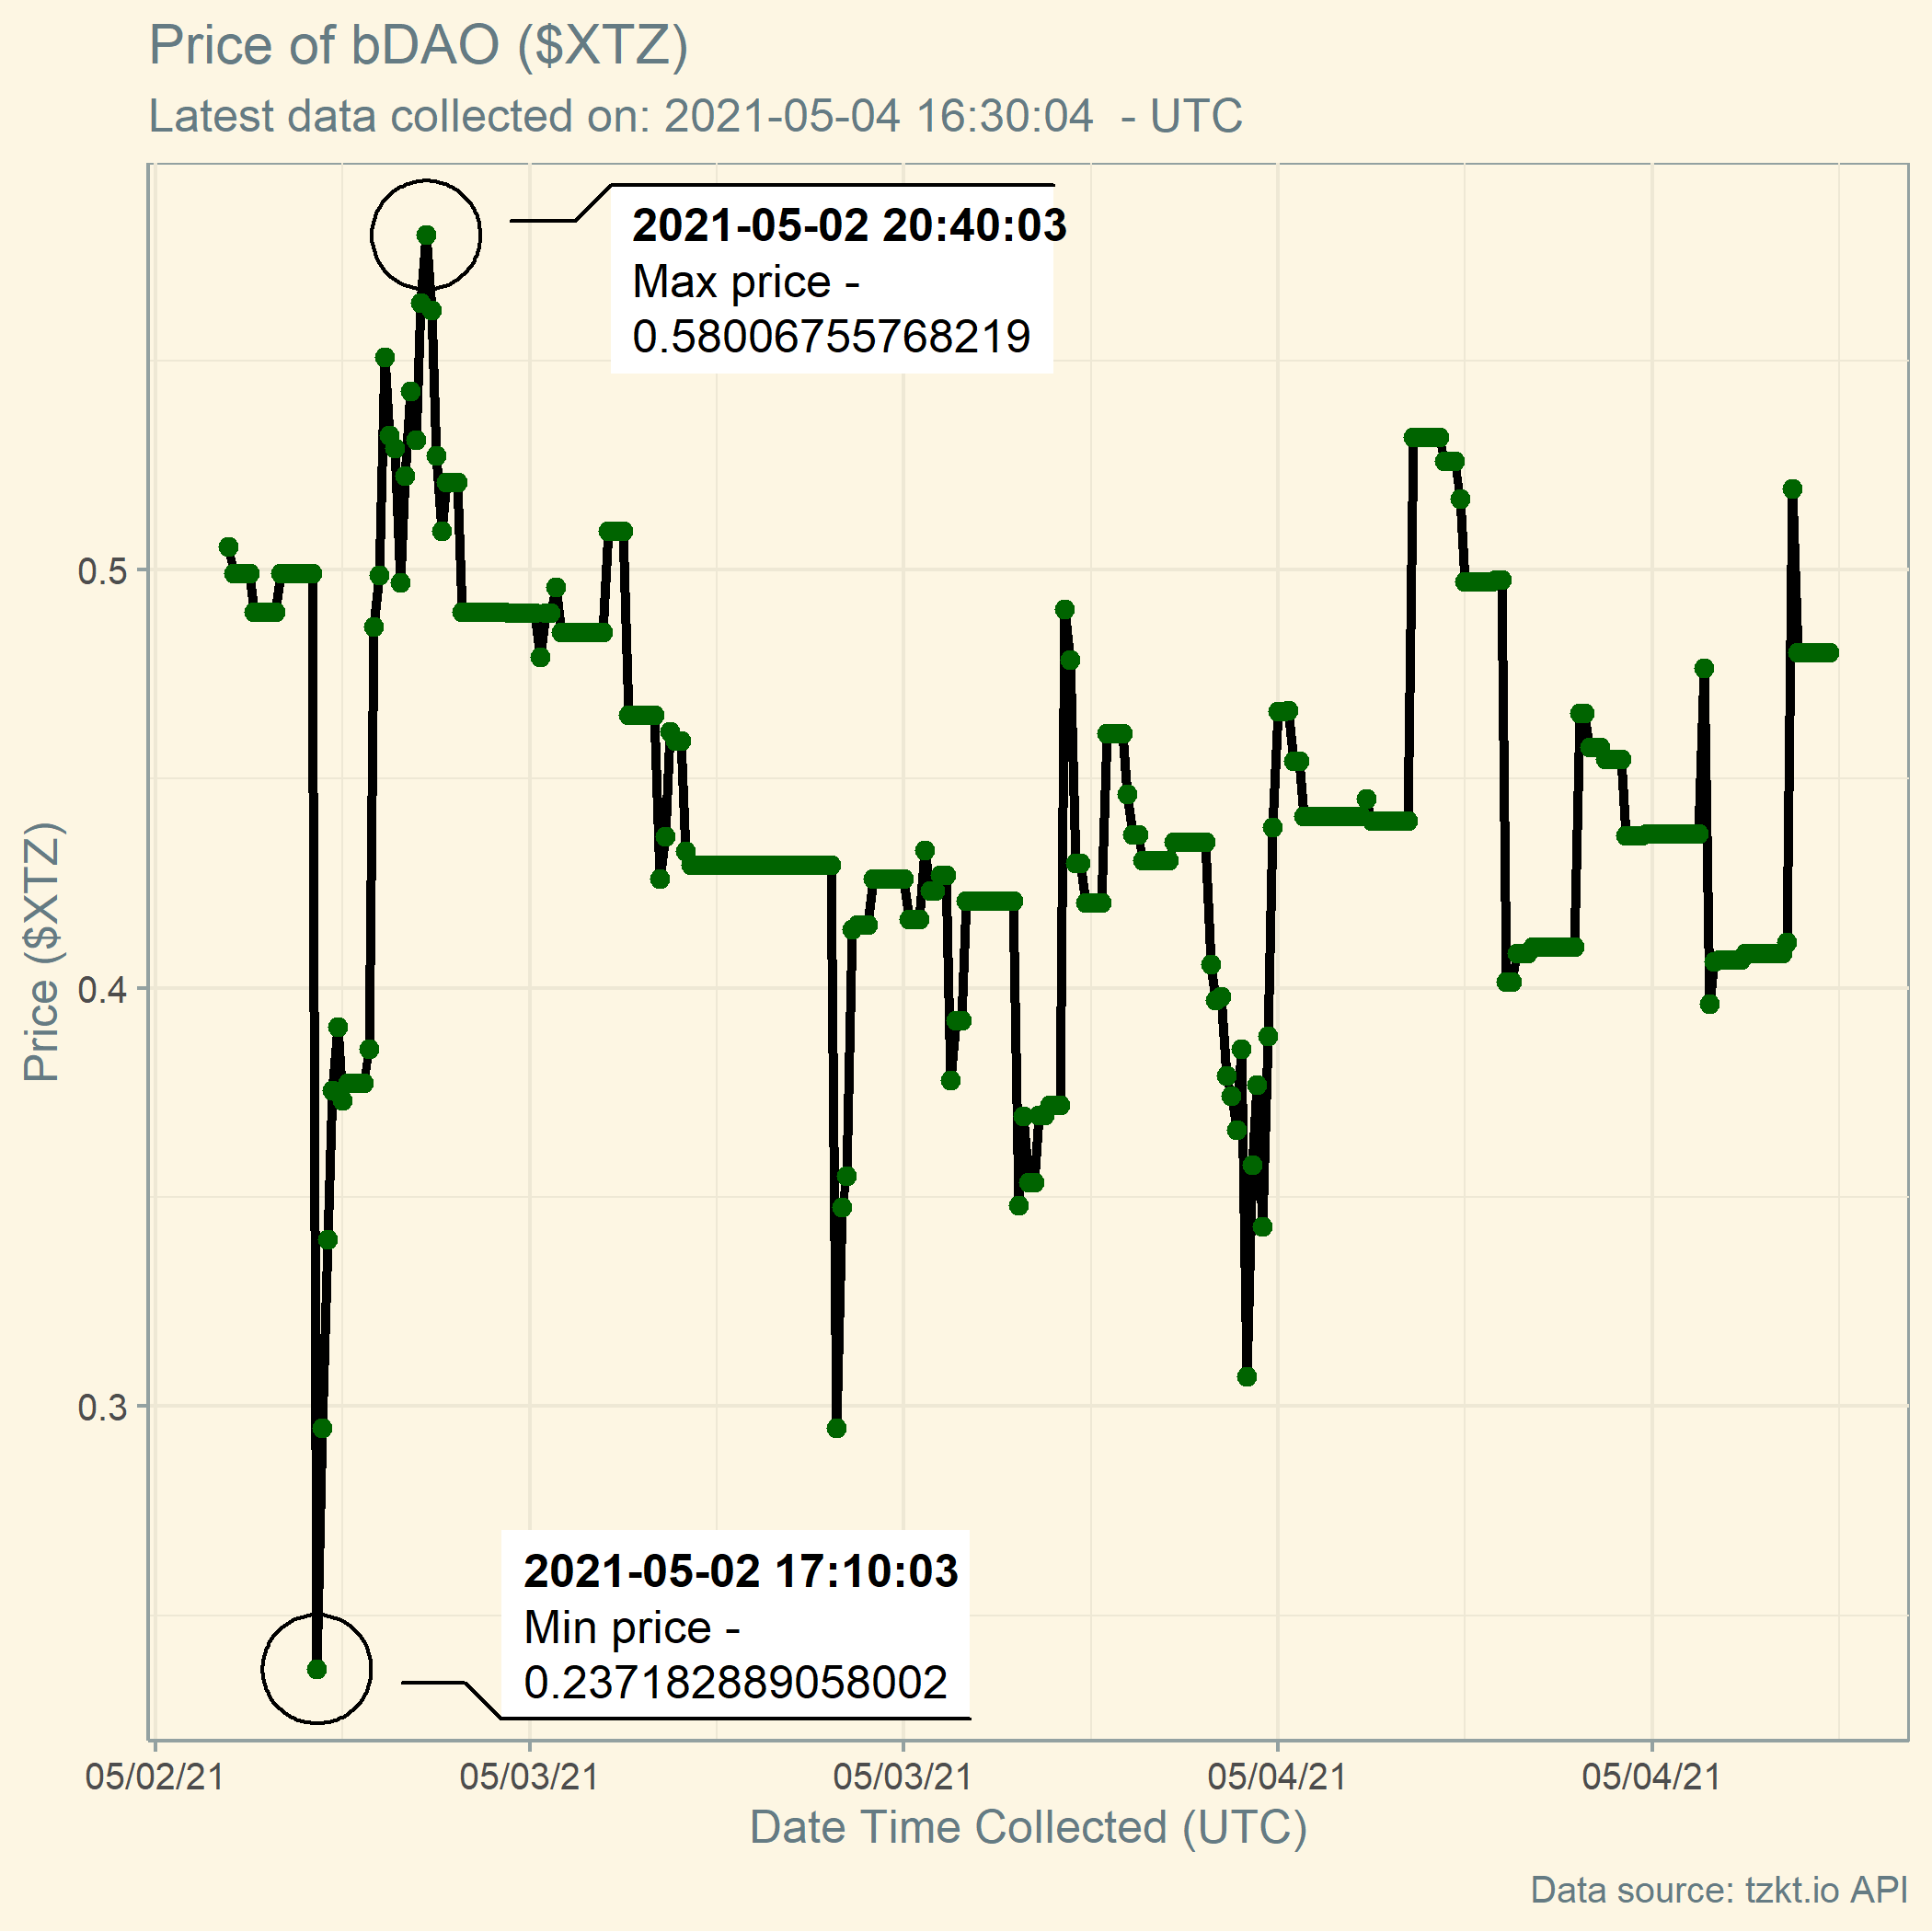 Price of bDAO ($XTZ)
Latest data collected on: 2021-05-04 16:30:04  - UTC
2021-05-02 20:40:03
Max price -
0.58006755768219
0.5
0.4
0.3
Price ($XTZ)
2021-05-02 17:10:03
Min price -
0.237182889058002
05/02/21 05/03/21 05/03/21 05/04/21 05/04/21
Date Time Collected (UTC)
Data source: tzkt.io API